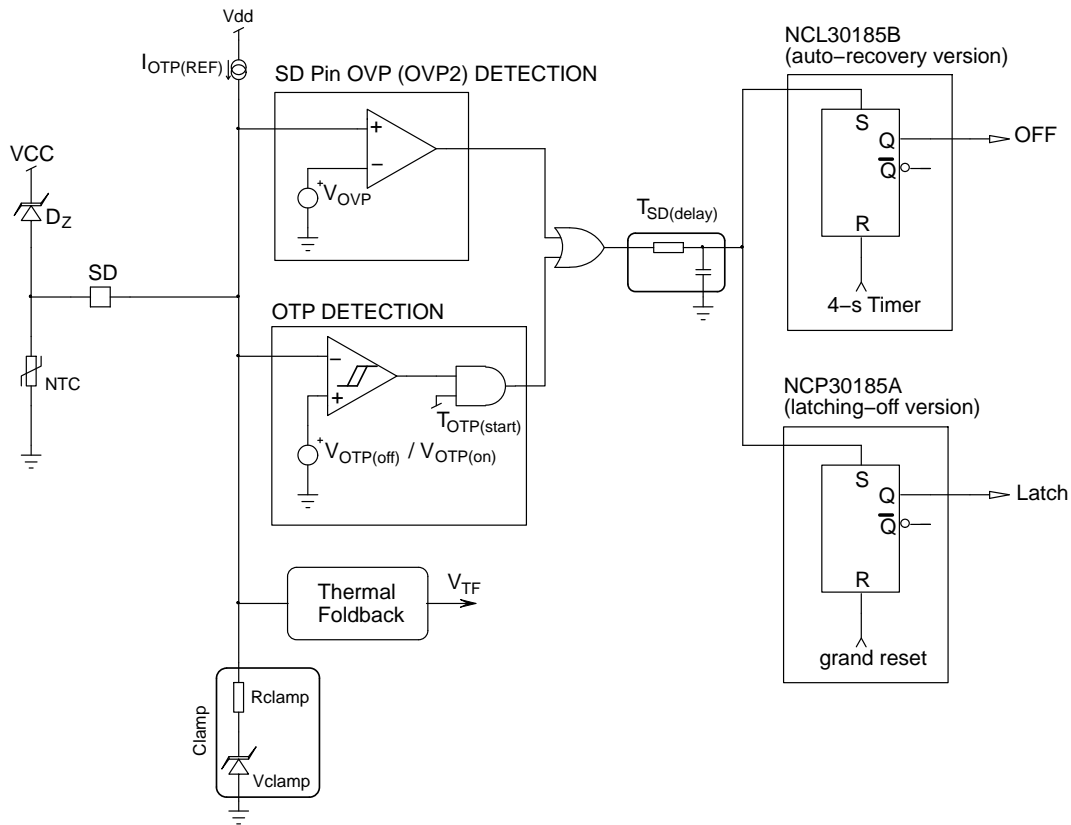 Vdd
IOTP(REF)
SD Pin OVP (OVP2) DETECTION
+
−
+
VOVP
VCC
DZ
SD
NTC
OTP DETECTION
−
+
TOTP(start)
+
VOTP(off) / VOTP(on)
TSD(delay)
NCL30185B
(auto−recovery version)
S
Q
Q
R
OFF
4−s Timer
NCP30185A
(latching−off version)
S
Q
Q
R
Latch
grand reset
Thermal
Foldback
VTF
Clamp
Rclamp
Vclamp